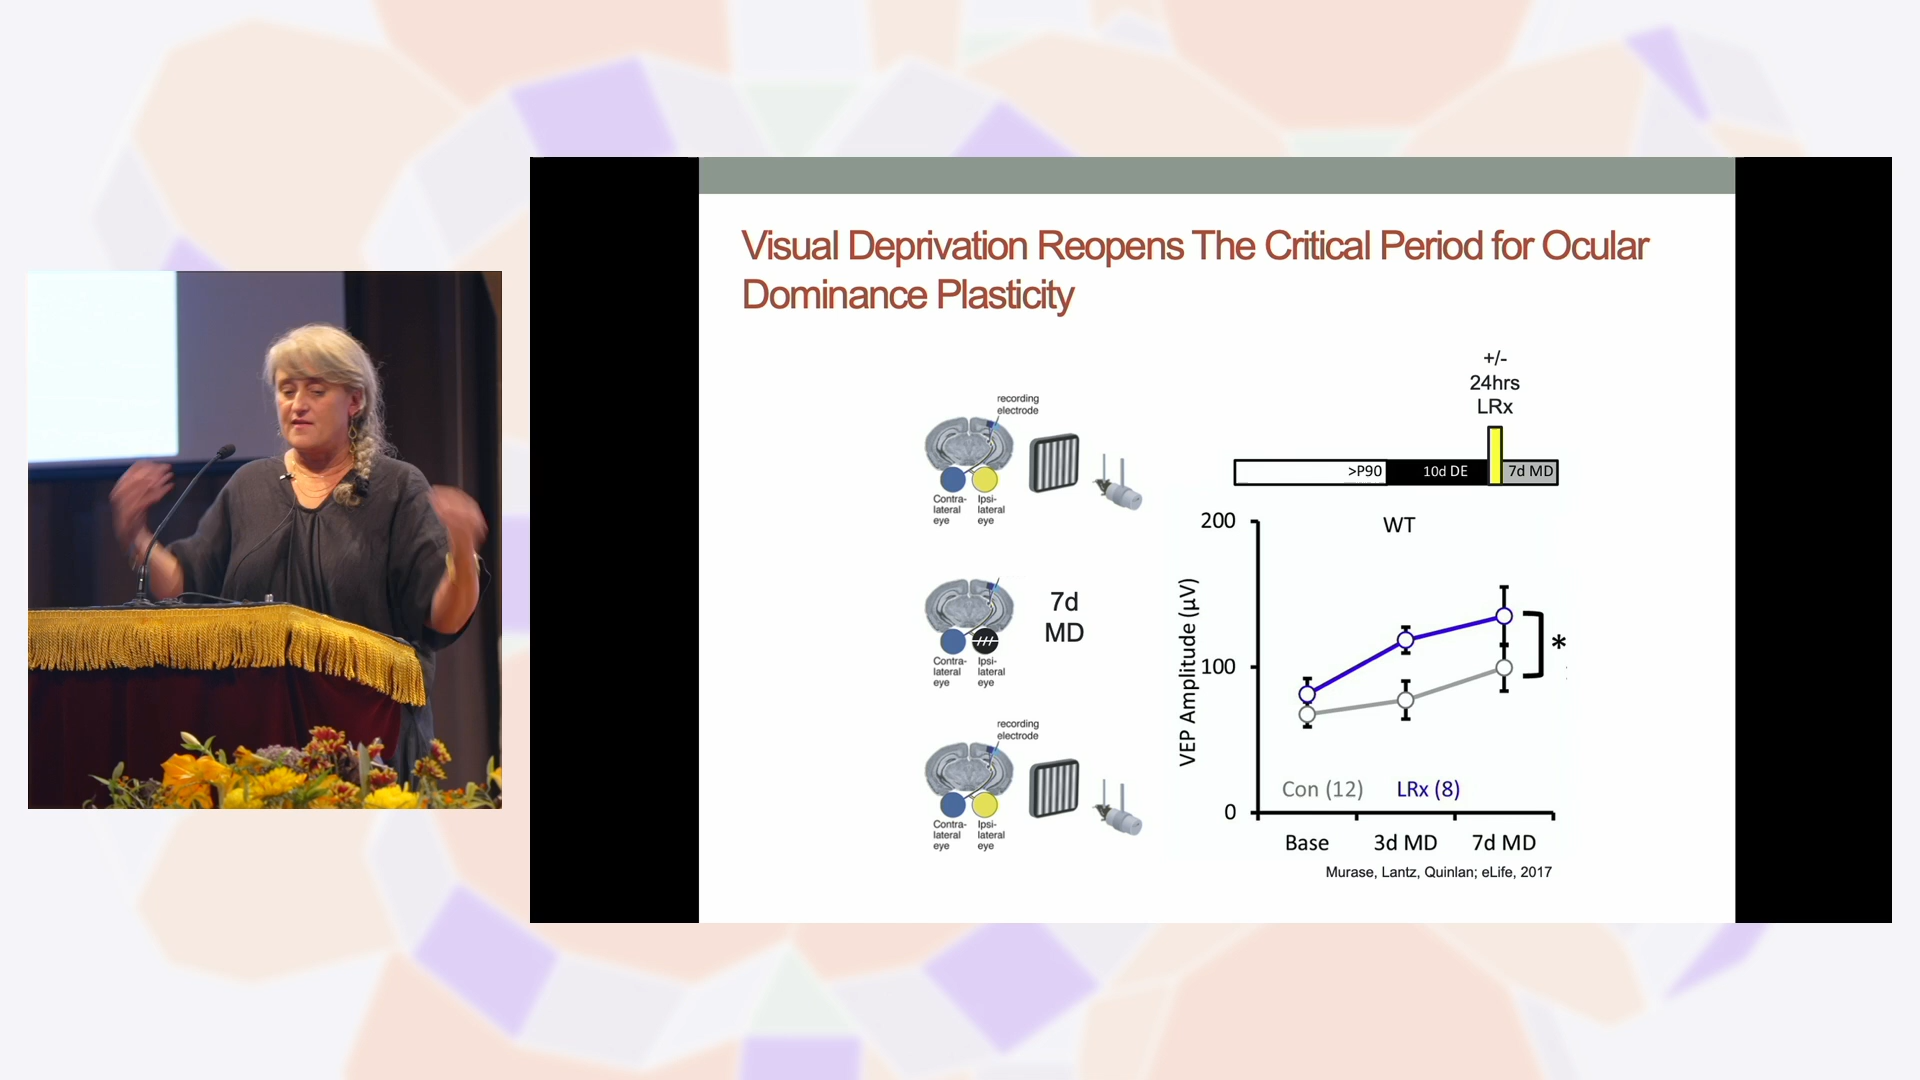 Visual Deprivation Reopens The Critical Period for Ocular
Dominance Plasticity
recording
electrode
Contra-
lateral
eye
Ipsi-
lateral
eye
7d
MD
Contra-
lateral
eye
Ipsi-
lateral
eye
recording
electrode
Contra-
lateral
eye
Ipsi-
lateral
eye
+/-
24hrs
LRx
>P90
10d DE
7d MD
WT
200
100
0
VEP Amplitude (µV)
*
Con (12)
LRx (8)
Base
3d MD
7d MD
Murase, Lantz, Quinlan; eLife, 2017